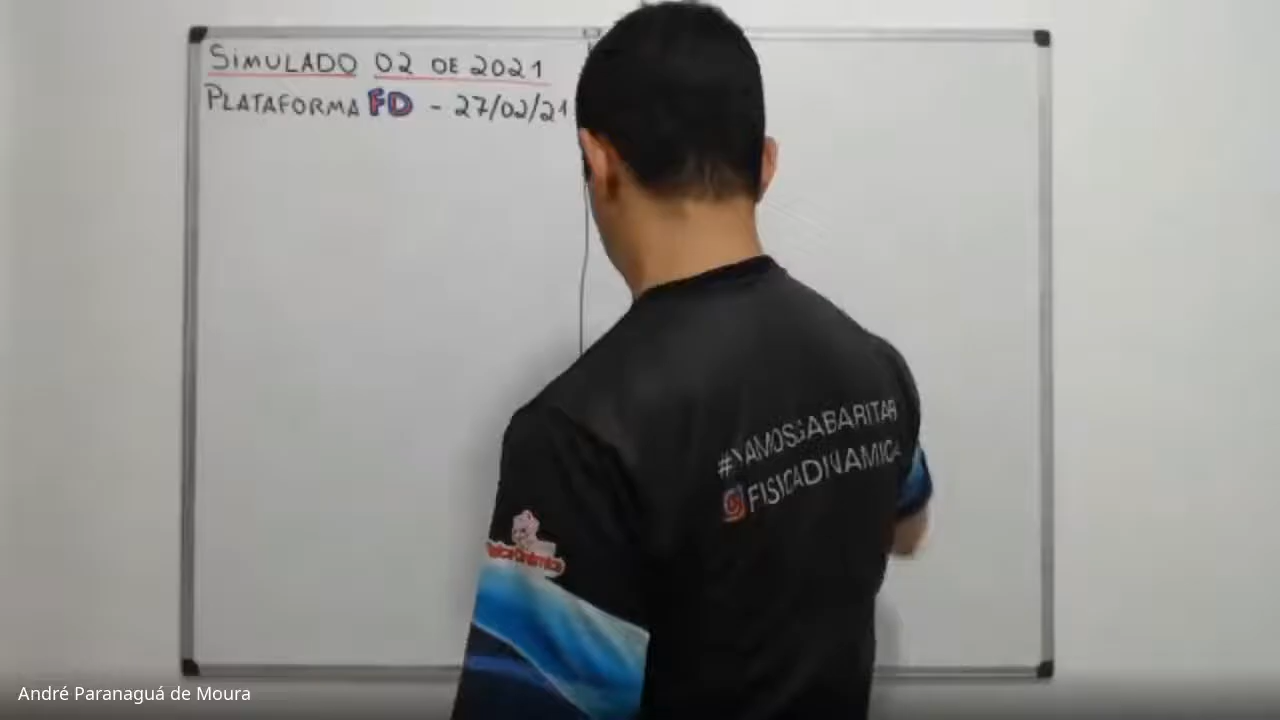 SIMULADO 02 DE 2021
PLATAFORMA FD - 27/02/21
#VAMOSGABARITAR
FISICADINAMICA
André Paranaguá de Moura